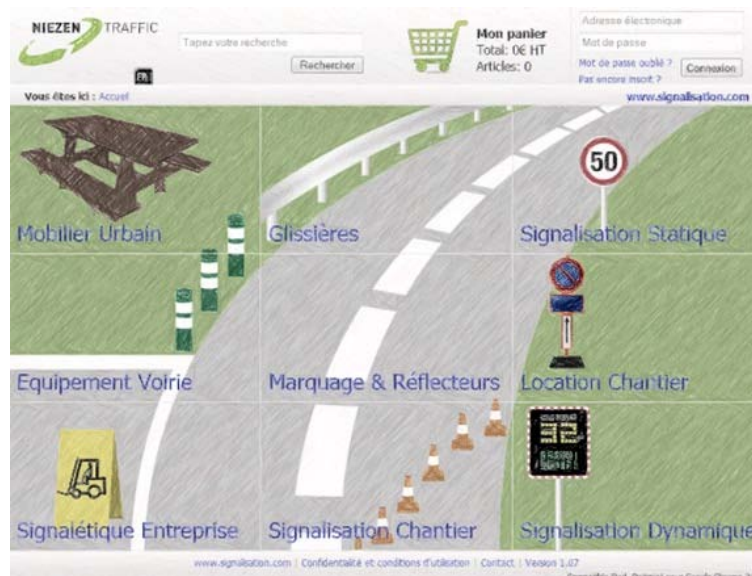 NIEZEN TRAFFIC
Tapez votre recherche
Rechercher
Mon panier
Total: 0€ HT
Articles: 0
Adresse électronique
Mot de passe
Mot de passe oublié ?
Pas encore inscrit ?
Connexion
Vous êtes ici : Accueil
www.signalisation.com
Mobilier Urbain
Glissières
50
Signalisation Statique
Equipement Voirie
Marquage & Réflecteurs
Location Chantier
32
Signalétique Entreprise
Signalisation Chantier
Signalisation Dynamique
www.signalisation.com | Confidentialité et conditions d'utilisation | Contact | Version 1.07